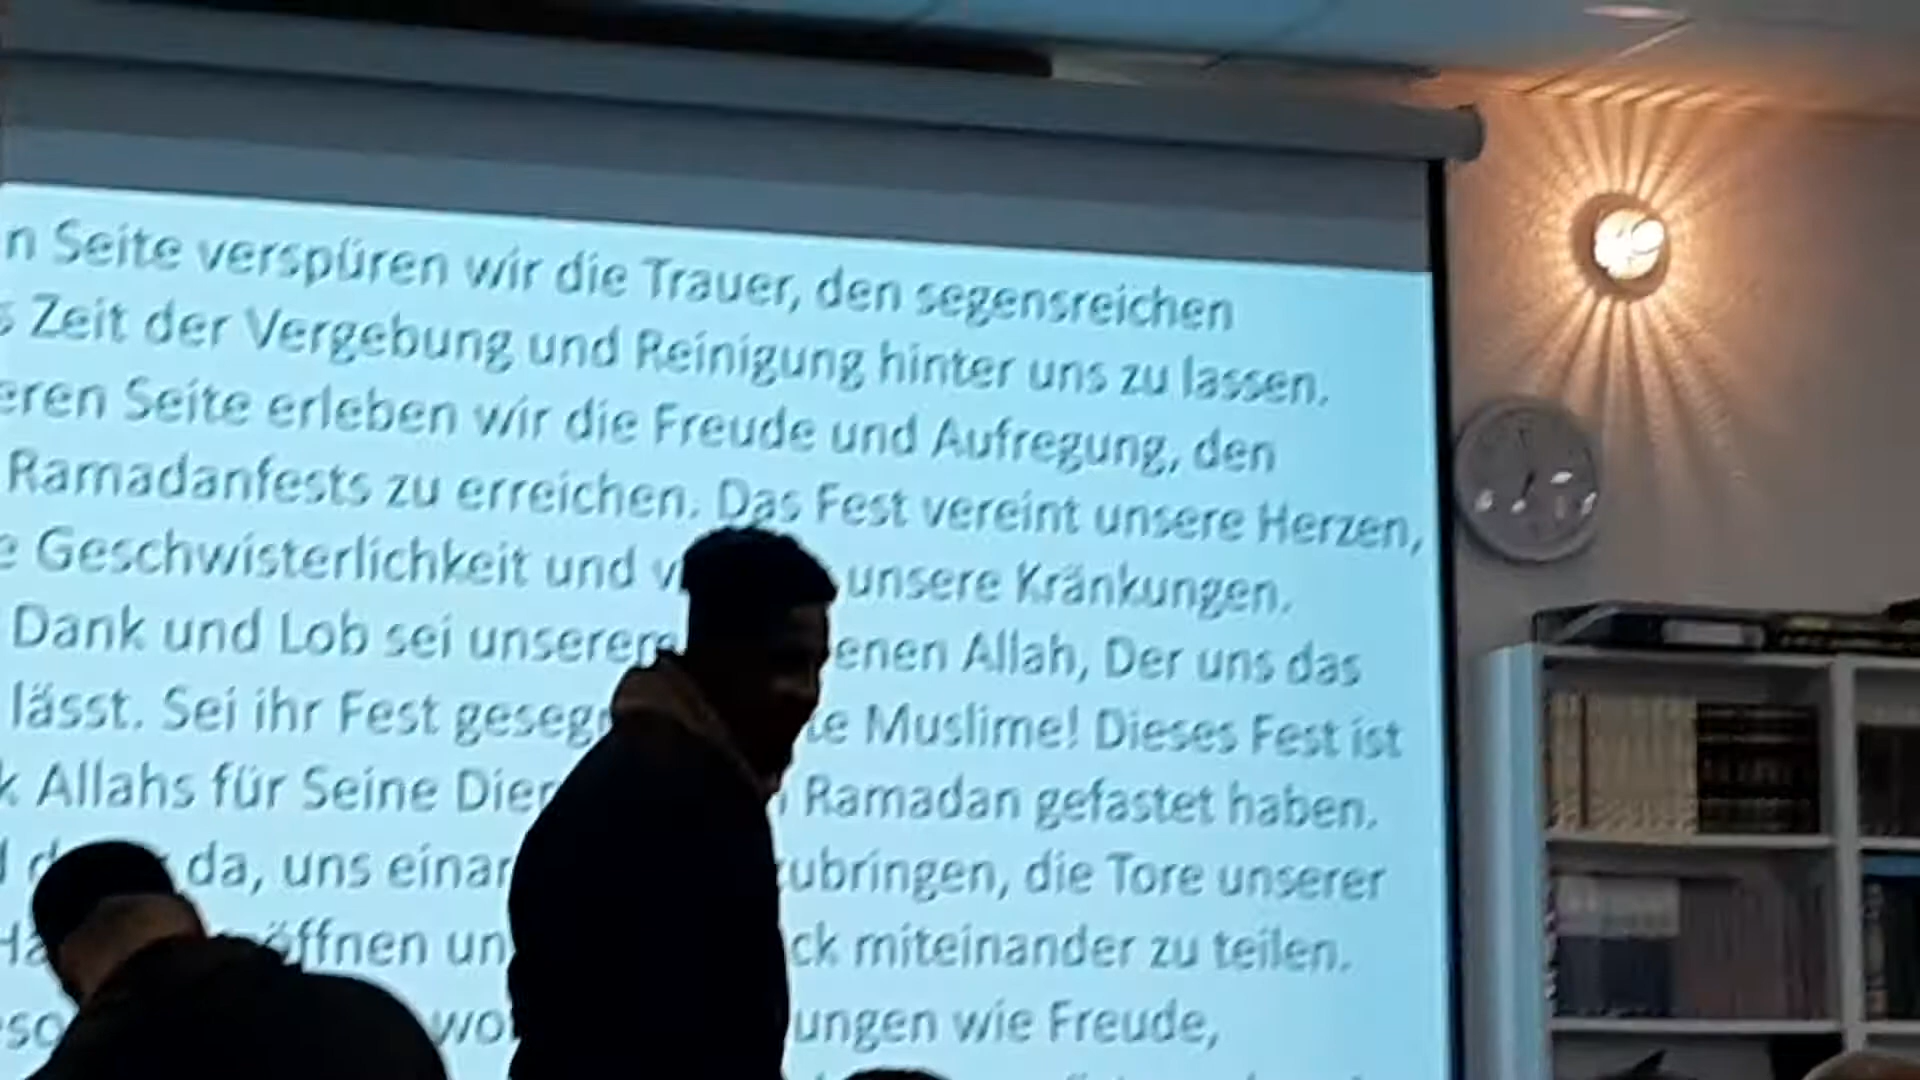 n Seite verspüren wir die Trauer, den segensreichen
s Zeit der Vergebung und Reinigung hinter uns zu lassen.
eren Seite erleben wir die Freude und Aufregung, den
Ramadanfests zu erreichen. Das Fest vereint unsere Herzen,
e Geschwisterlichkeit und v unsere Kränkungen.
Dank und Lob sei unserem enen Allah, Der uns das
lässt. Sei ihr Fest geseg te Muslime! Dieses Fest ist
k Allahs für Seine Dien Ramadan gefastet haben.
da, uns einan zubringen, die Tore unserer
öffnen un ck miteinander zu teilen.
eso wo ungen wie Freude,